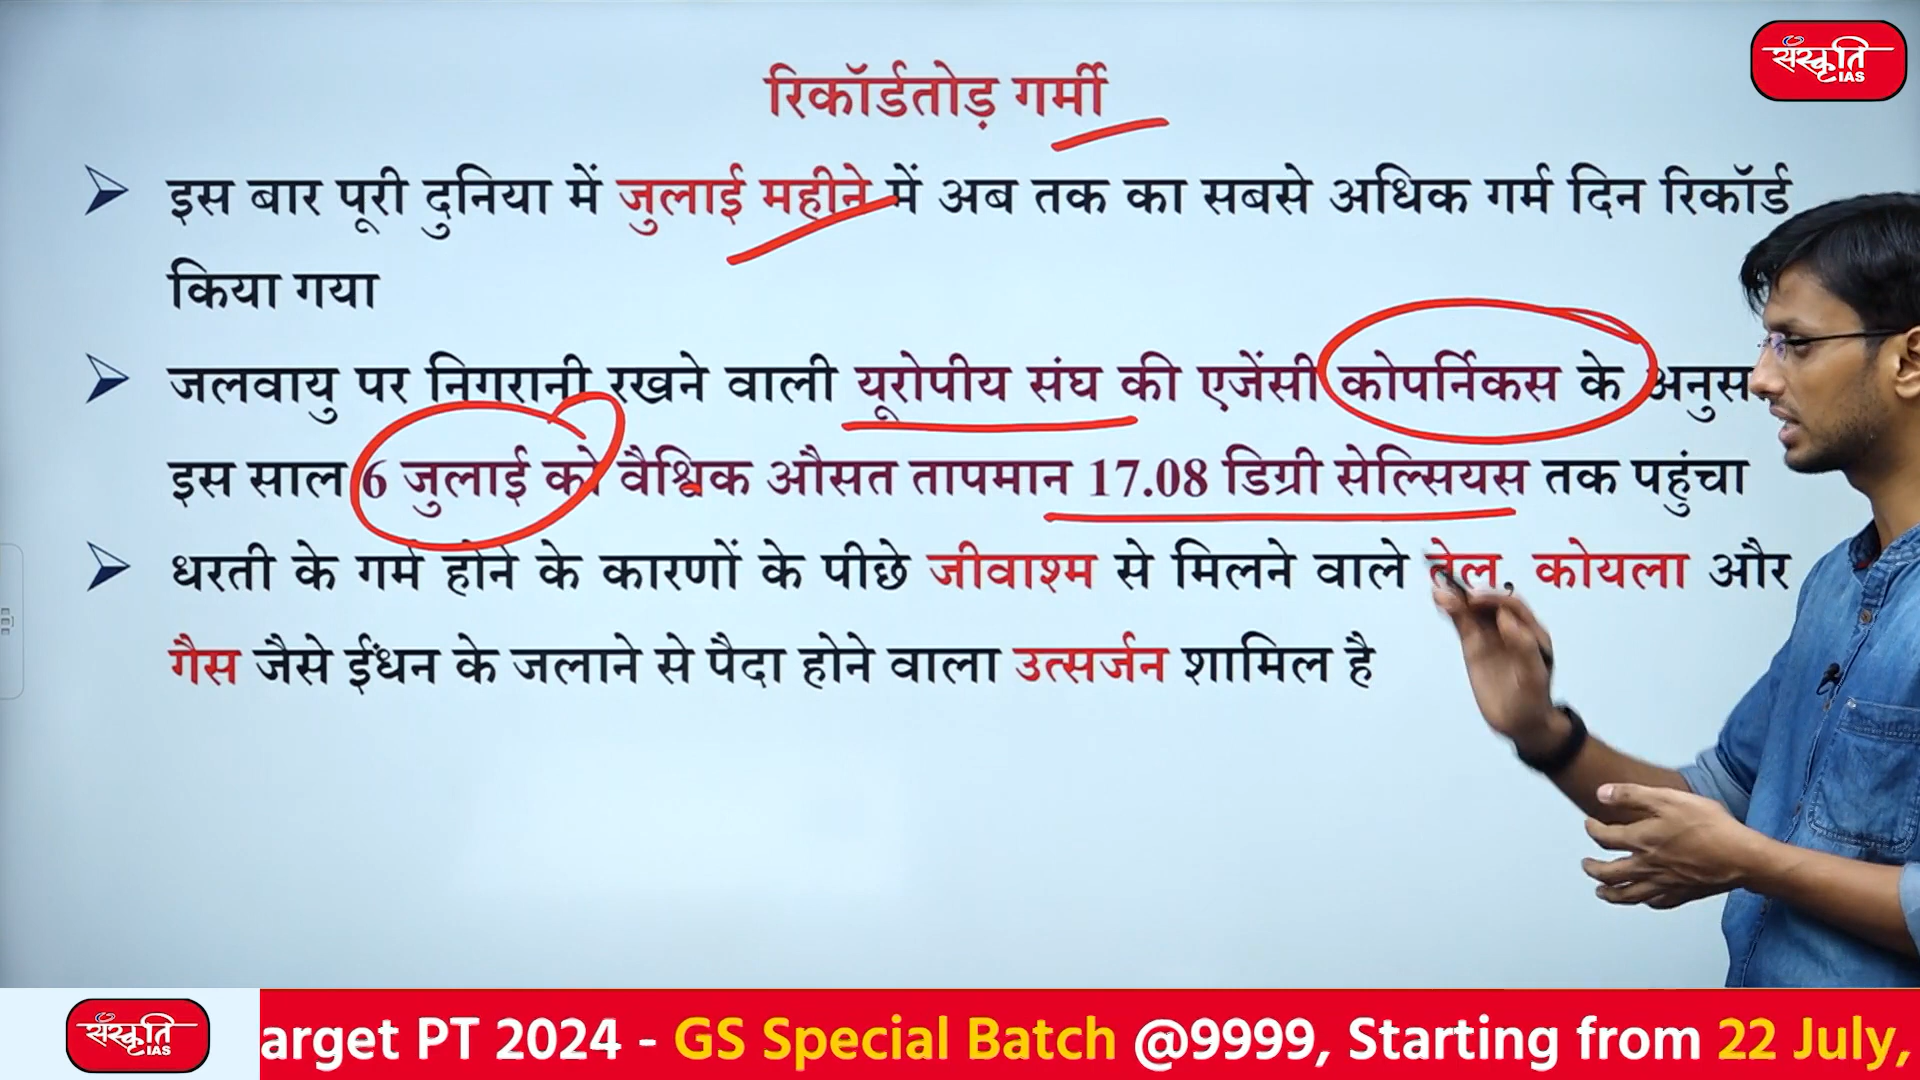 संस्कृति
IAS
रिकॉर्डतोड़ गर्मी
इस बार पूरी दुनिया में जुलाई महीने में अब तक का सबसे अधिक गर्म दिन रिकॉर्ड
किया गया
जलवायु पर निगरानी रखने वाली यूरोपीय संघ की एजेंसी कोपर्निकस के अनुस
इस साल 6 जुलाई को वैश्विक औसत तापमान 17.08 डिग्री सेल्सियस तक पहुंचा
धरती के गर्म होने के कारणों के पीछे जीवाश्म से मिलने वाले तेल, कोयला और
गैस जैसे ईंधन के जलाने से पैदा होने वाला उत्सर्जन शामिल है
संस्कृति
IAS
arget PT 2024 - GS Special Batch @9999, Starting from 22 July,